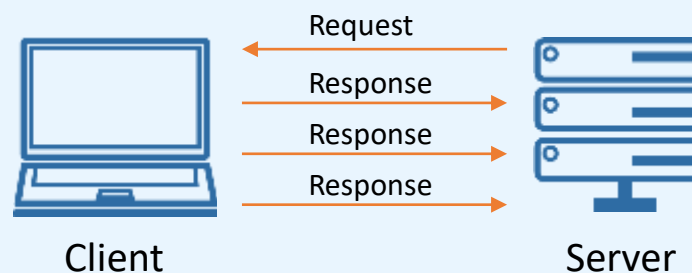 Request
Response
Response
Response
Client
Server